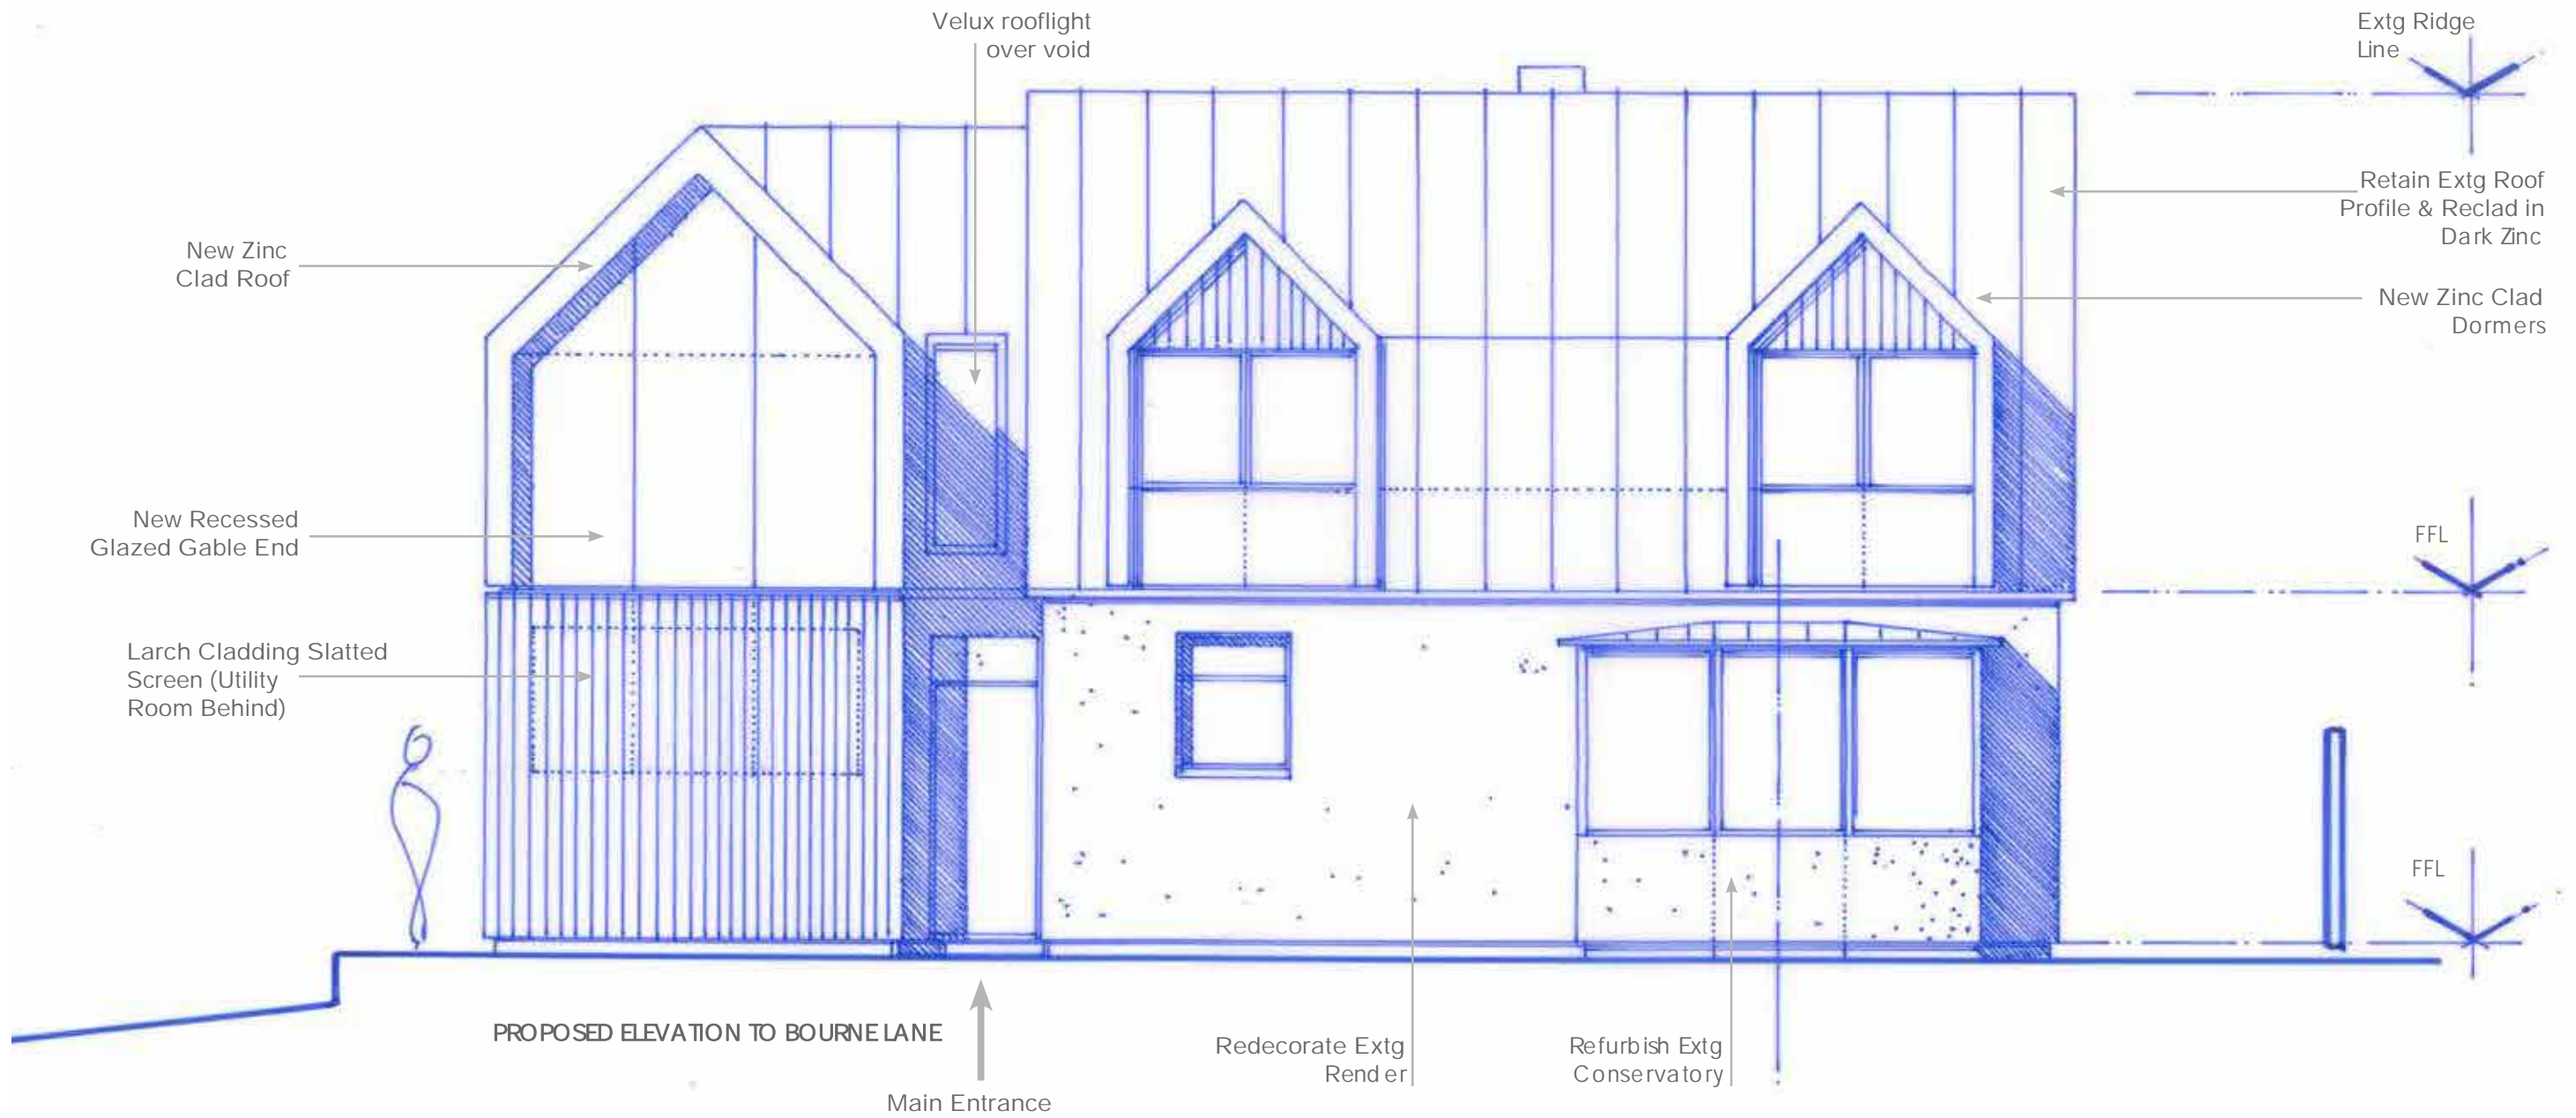 Velux rooflight
over void
Extg Ridge
Line
Retain Extg Roof
Profile & Reclad in
Dark Zinc
New Zinc
Clad Roof
New Zinc Clad
Dormers
New Recessed
Glazed Gable End
FFL
Larch Cladding Slatted
Screen (Utility
Room Behind)
FFL
PROPOSED ELEVATION TO BOURNE LANE
Redecorate Extg
Render
Refurbish Extg
Conservatory
Main Entrance